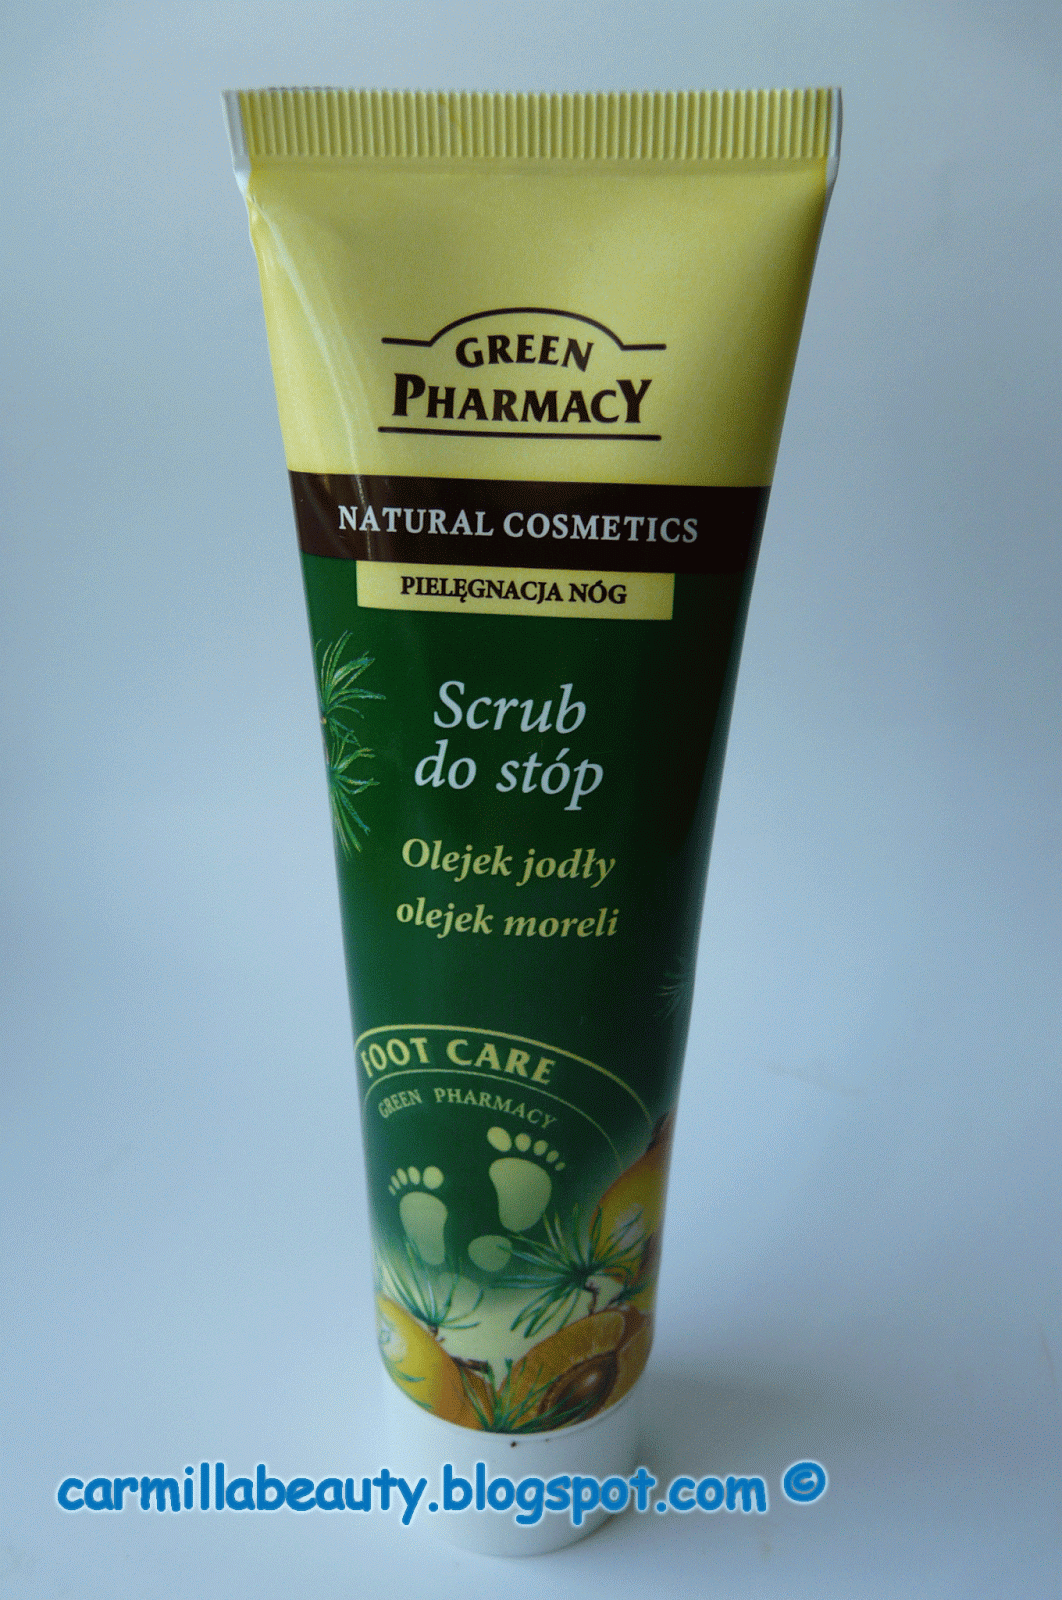 GREEN
PHARMACY
NATURAL COSMETICS
PIELĘGNACJA NÓG
Scrub
do stóp
Olejek jodły
olejek moreli
FOOT CARE
GREEN PHARMACY
carmillabeauty.blogspot.com ©